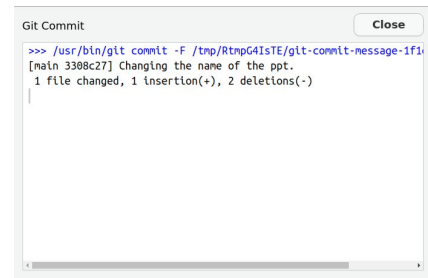 Git Commit
Close
>>> /usr/bin/git commit -F /tmp/RtmpG4IsTE/git-commit-message-1f1
[main 3308c27] Changing the name of the ppt.
1 file changed, 1 insertion(+), 2 deletions(-)